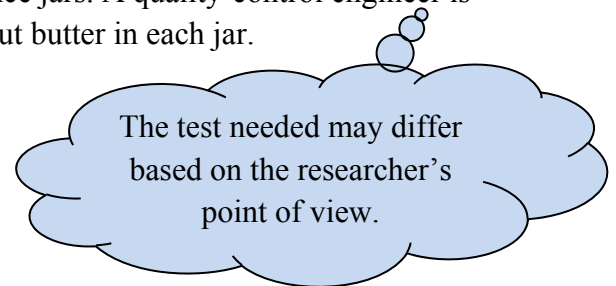 ce jars. A quality-control engineer is
ut butter in each jar.
The test needed may differ
based on the researcher's
point of view.